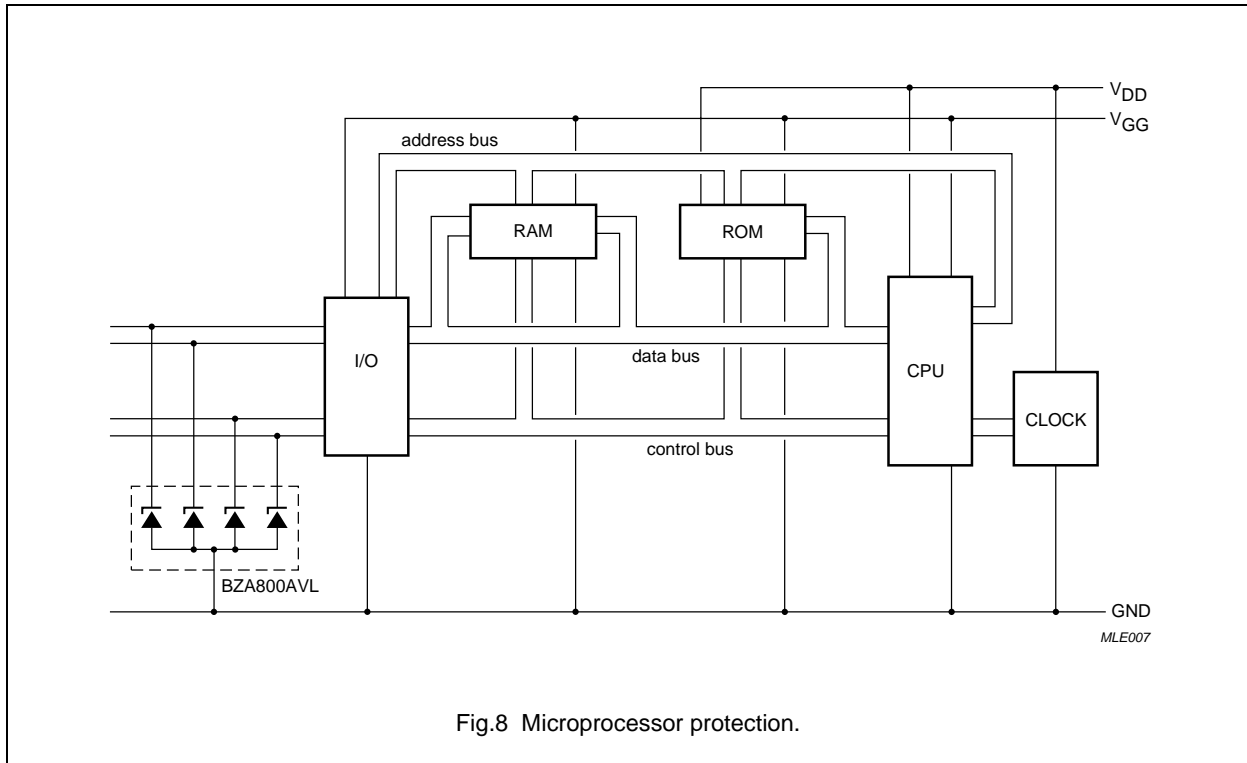 VDD
VGG
address bus
RAM
ROM
I/O
data bus
CPU
CLOCK
control bus
BZA800AVL
GND
MLE007
Fig.8 Microprocessor protection.